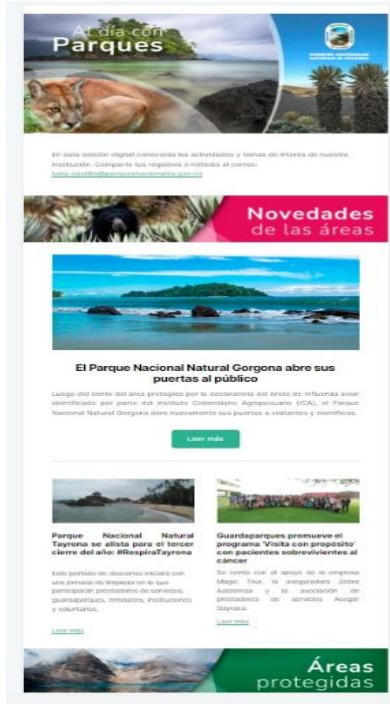 Al día con
Parques
PARQUES NACIONALES
NATURALES DE COLOMBIA
En esta edición digital conocerás las actividades y temas de interés de nuestra
institución. Comparte tus registros o noticias al correo:
Novedades
de las áreas
El Parque Nacional Natural Gorgona abre sus
puertas al público
Luego del cierre del área protegida por la declaratoria del brote de influenza aviar
identificado por parte del Instituto Colombiano Agropecuario (ICA), el Parque
Nacional Natural Gorgona abre nuevamente sus puertas a visitantes y científicos.
Leer más
Parque Nacional Natural
Tayrona se alista para el tercer
cierre del año: #RespiraTayrona
Este periodo de descanso iniciará con
una jornada de limpieza en la que
participarán prestadores de servicios,
guardaparques, entidades, instituciones
y voluntarios.
Leer más
Guardaparques promueve el
programa 'Visita con propósito'
con pacientes sobrevivientes al
cáncer
Se contó con el apoyo de la empresa
Magic Tour, la aseguradora
Asistencia y la asociación de
prestadores de servicios
Leer más
Áreas
protegidas